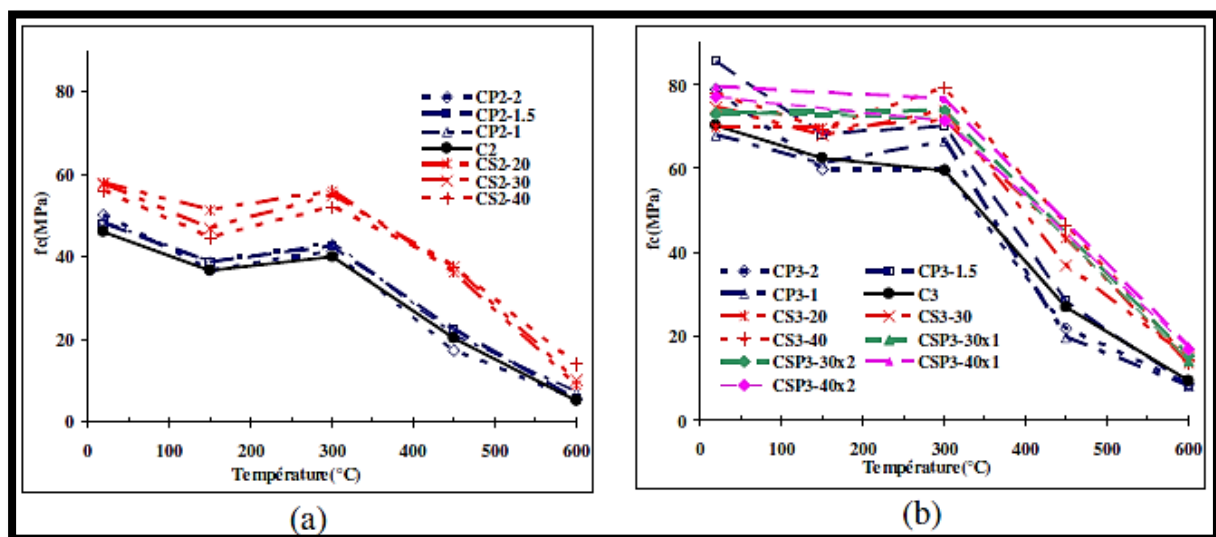 80
60
40
20
0
fc(MPa)
CP2-2
CP2-1.5
CP2-1
C2
CS2-20
CS2-30
CS2-40
0 100 200 300 400 500 600
Température(°C)
(a)
80
60
40
20
0
fc(MPa)
CP3-2 CP3-1.5
CP3-1 C3
CS3-20 CS3-30
CS3-40 CSP3-30x1
CSP3-30x2 CSP3-40x1
CSP3-40x2
0 100 200 300 400 500 600
Température(°C)
(b)